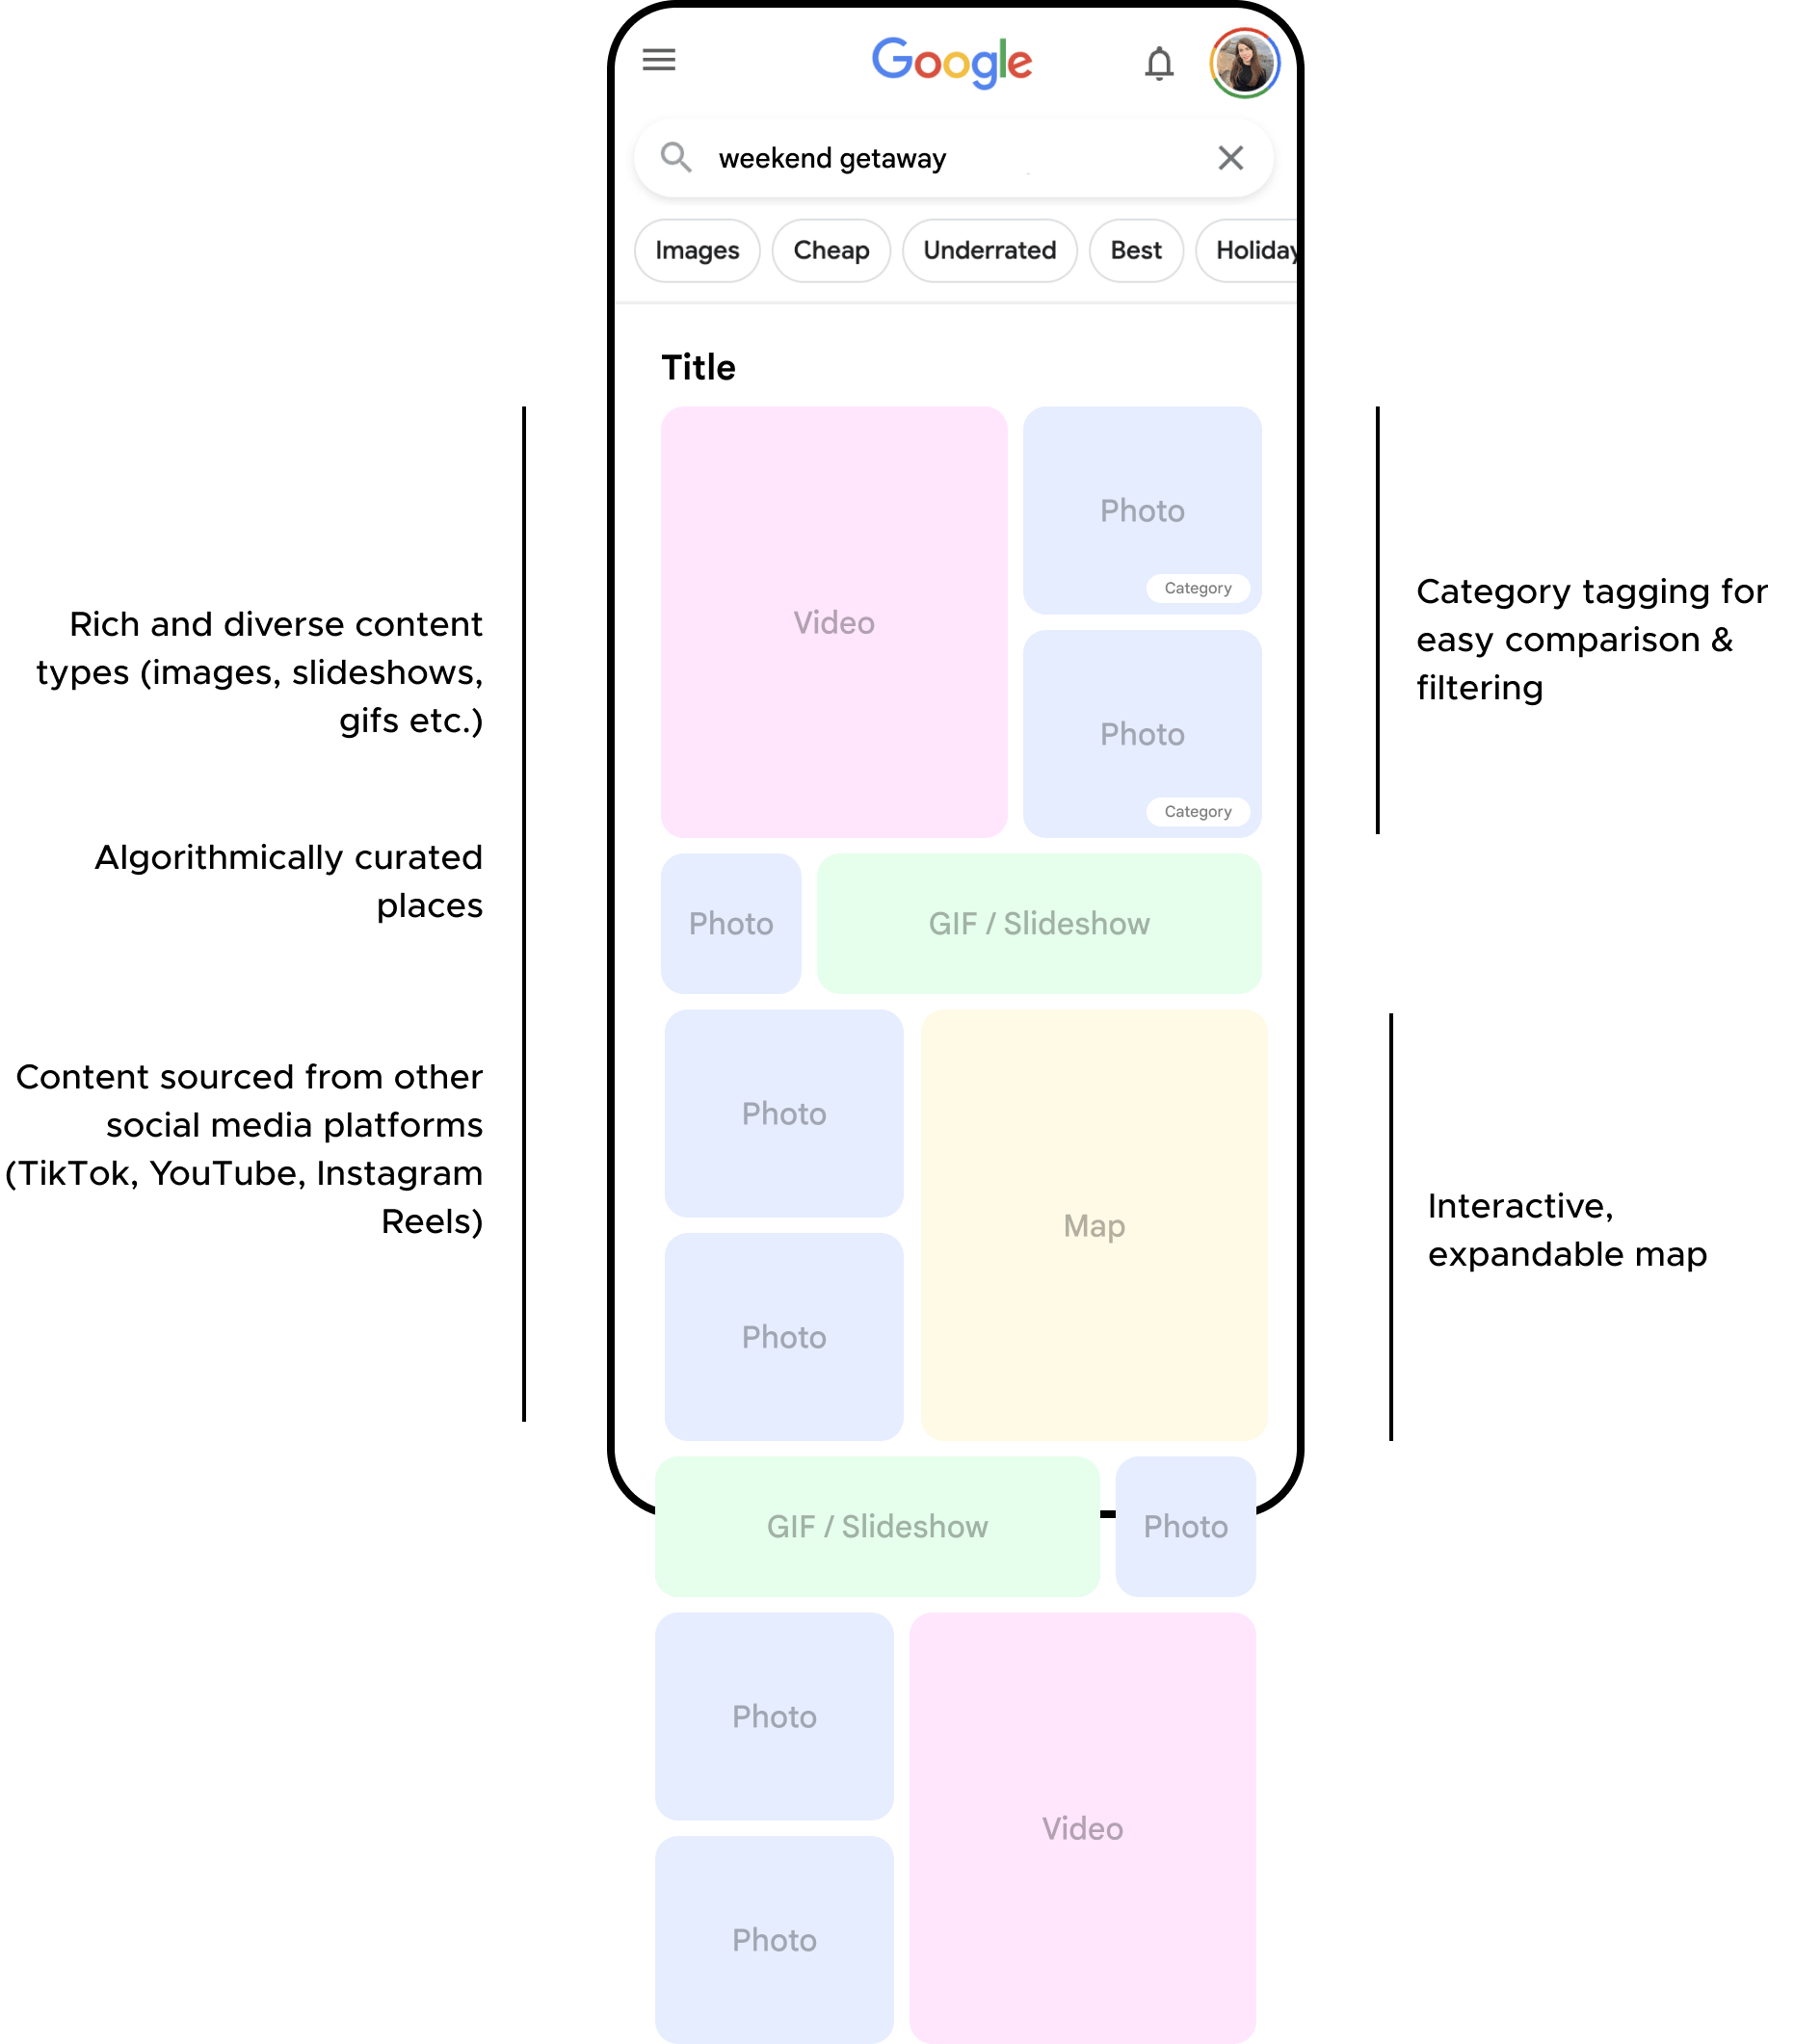 Google
weekend getaway
Images Cheap Underrated Best Holiday
Title
Video
Photo
Category
Photo
Category
Photo
GIF / Slideshow
Photo
Map
Photo
GIF / Slideshow
Photo
Photo
Video
Photo
Rich and diverse content
types (images, slideshows,
gifs etc.)
Algorithmically curated
places
Content sourced from other
social media platforms
(TikTok, YouTube, Instagram
Reels)
Category tagging for
easy comparison &
filtering
Interactive,
expandable map